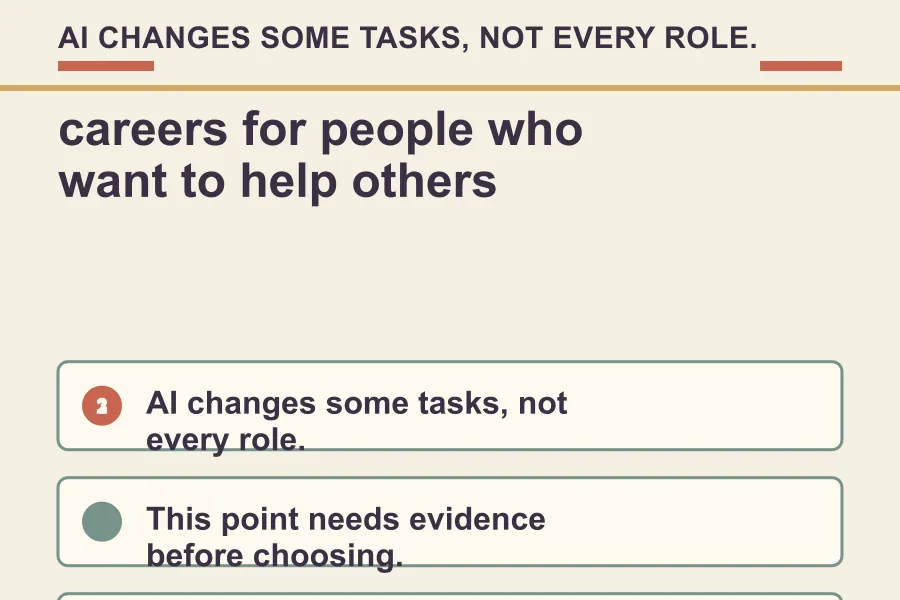 AI CHANGES SOME TASKS, NOT EVERY ROLE.
careers for people who
want to help others
AI changes some tasks, not
every role.
This point needs evidence
before choosing.